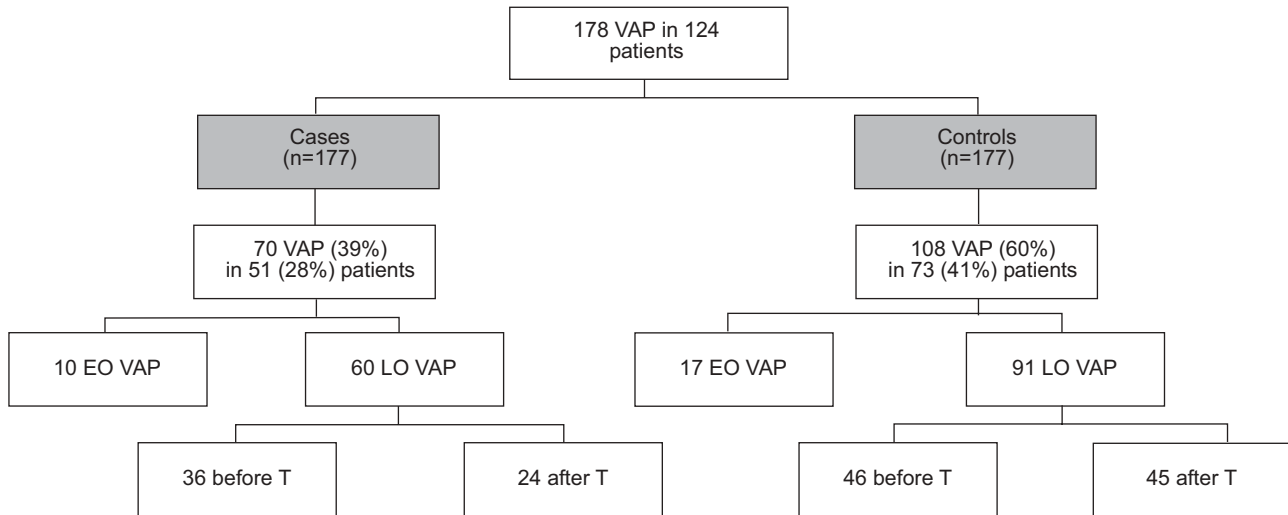 178 VAP in 124
patients
Cases
(n=177)
Controls
(n=177)
70 VAP (39%)
in 51 (28%) patients
108 VAP (60%)
in 73 (41%) patients
10 EO VAP
60 LO VAP
17 EO VAP
91 LO VAP
36 before T
24 after T
46 before T
45 after T